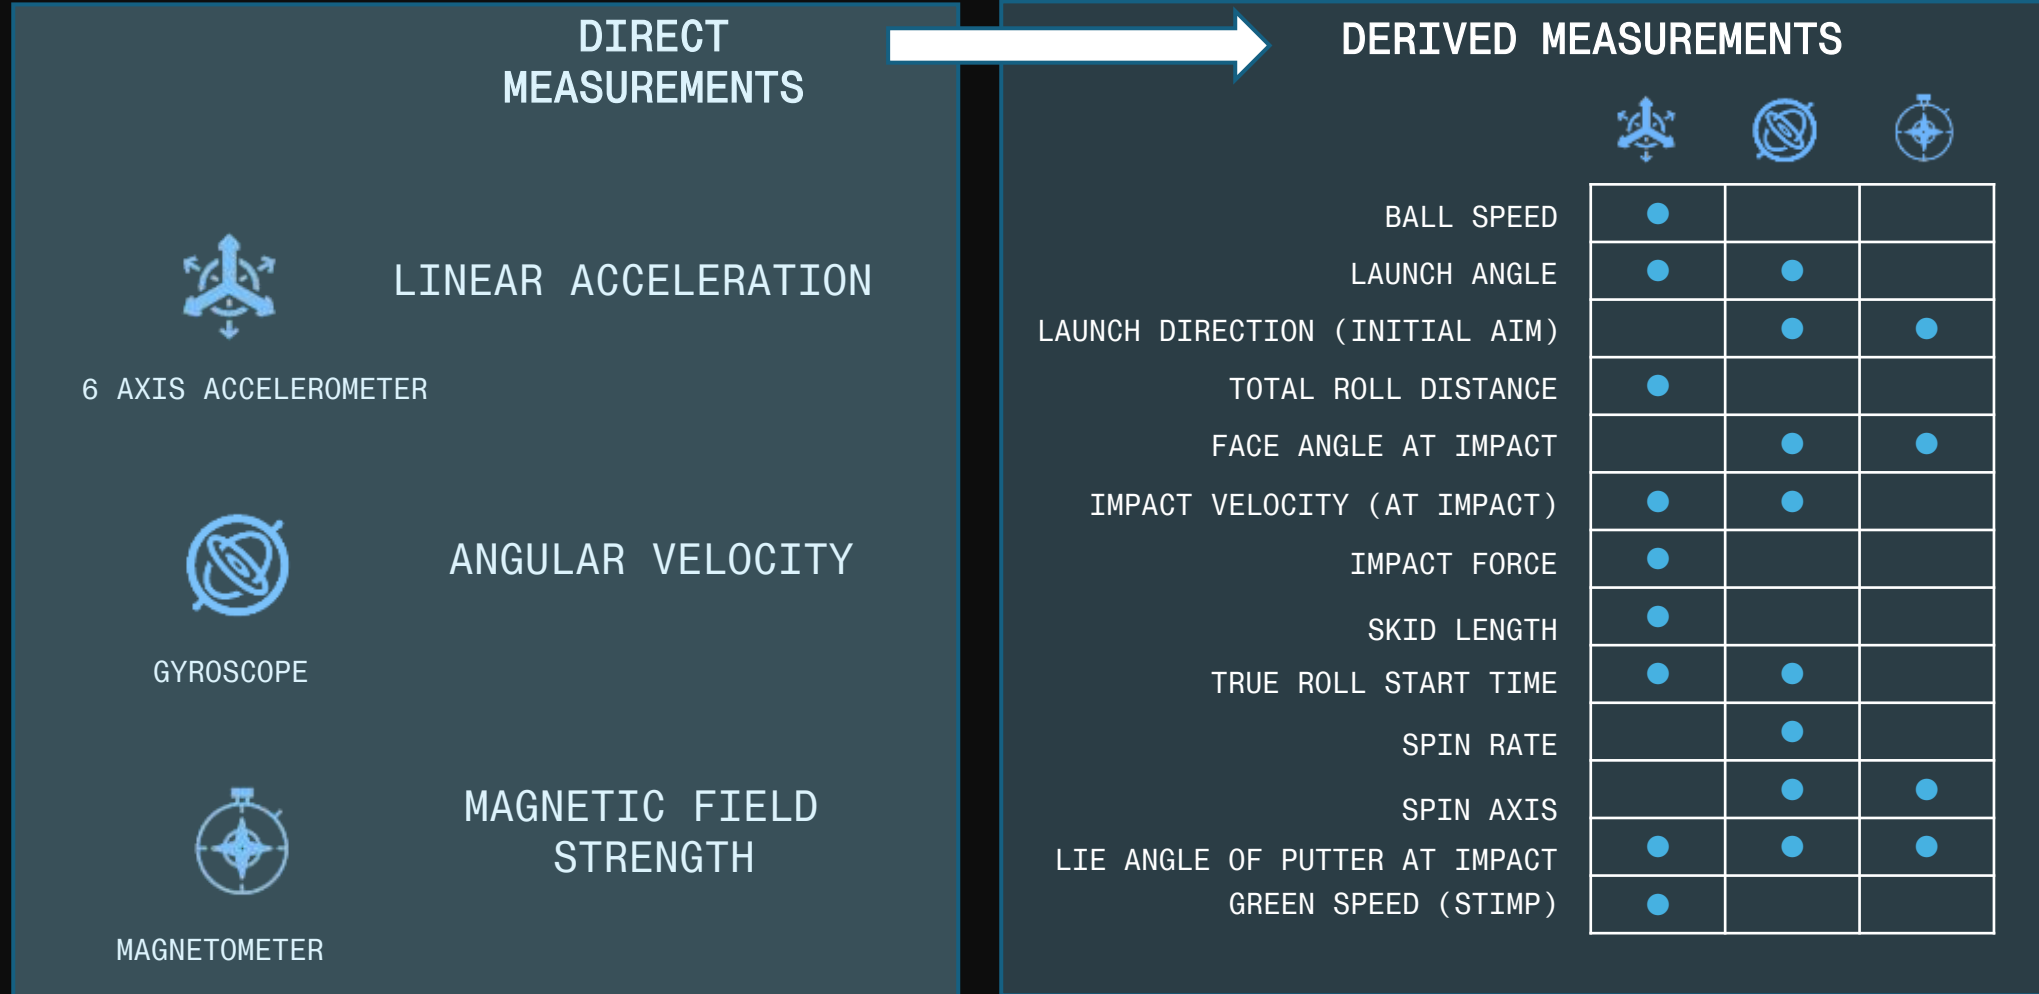 DIRECT
MEASUREMENTS
LINEAR ACCELERATION
6 AXIS ACCELEROMETER
ANGULAR VELOCITY
GYROSCOPE
MAGNETIC FIELD
STRENGTH
MAGNETOMETER
DERIVED MEASUREMENTS
BALL SPEED
LAUNCH ANGLE
LAUNCH DIRECTION (INITIAL AIM)
TOTAL ROLL DISTANCE
FACE ANGLE AT IMPACT
IMPACT VELOCITY (AT IMPACT)
IMPACT FORCE
SKID LENGTH
TRUE ROLL START TIME
SPIN RATE
SPIN AXIS
LIE ANGLE OF PUTTER AT IMPACT
GREEN SPEED (STIMP)